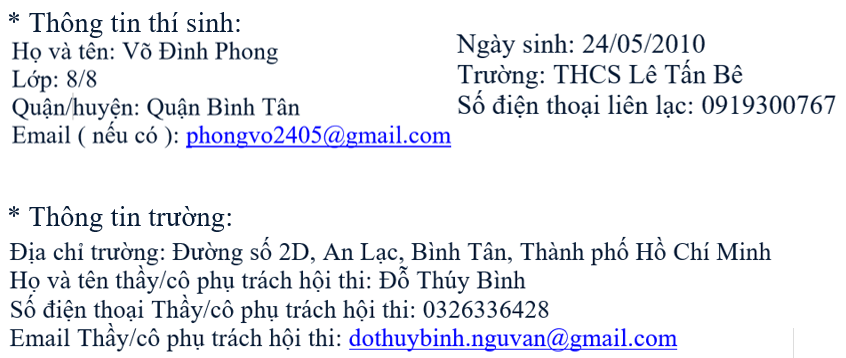 * Thông tin thí sinh:
Họ và tên: Võ Đình Phong
Lớp: 8/8
Quận/huyện: Quận Bình Tân
Email ( nếu có ): phongvo2405@gmail.com
Ngày sinh: 24/05/2010
Trường: THCS Lê Tấn Bê
Số điện thoại liên lạc: 0919300767
* Thông tin trường:
Địa chỉ trường: Đường số 2D, An Lạc, Bình Tân, Thành phố Hồ Chí Minh
Họ và tên thầy/cô phụ trách hội thi: Đỗ Thúy Bình
Số điện thoại Thầy/cô phụ trách hội thi: 0326336428
Email Thầy/cô phụ trách hội thi: dothuybinh.nguvan@gmail.com